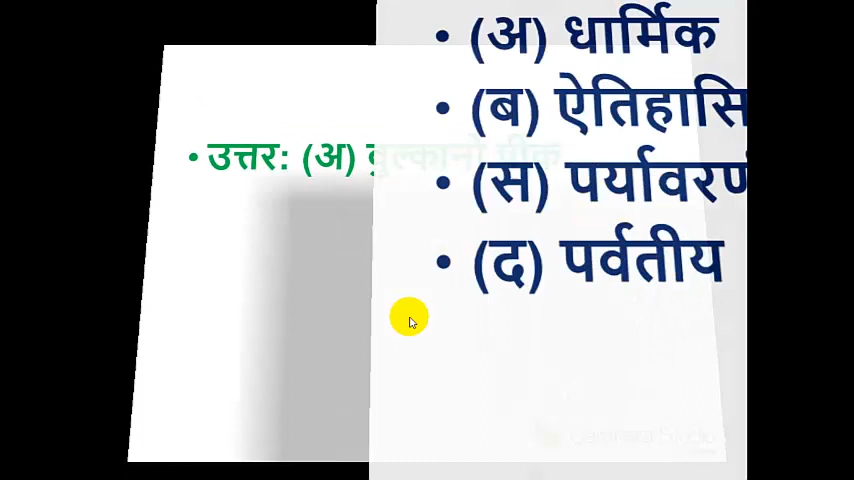 • (अ) धार्मिक
• (ब) ऐतिहासि
• (स) पर्यावरण
• (द) पर्वतीय
• उत्तर: (अ) वुल्कानो पीक